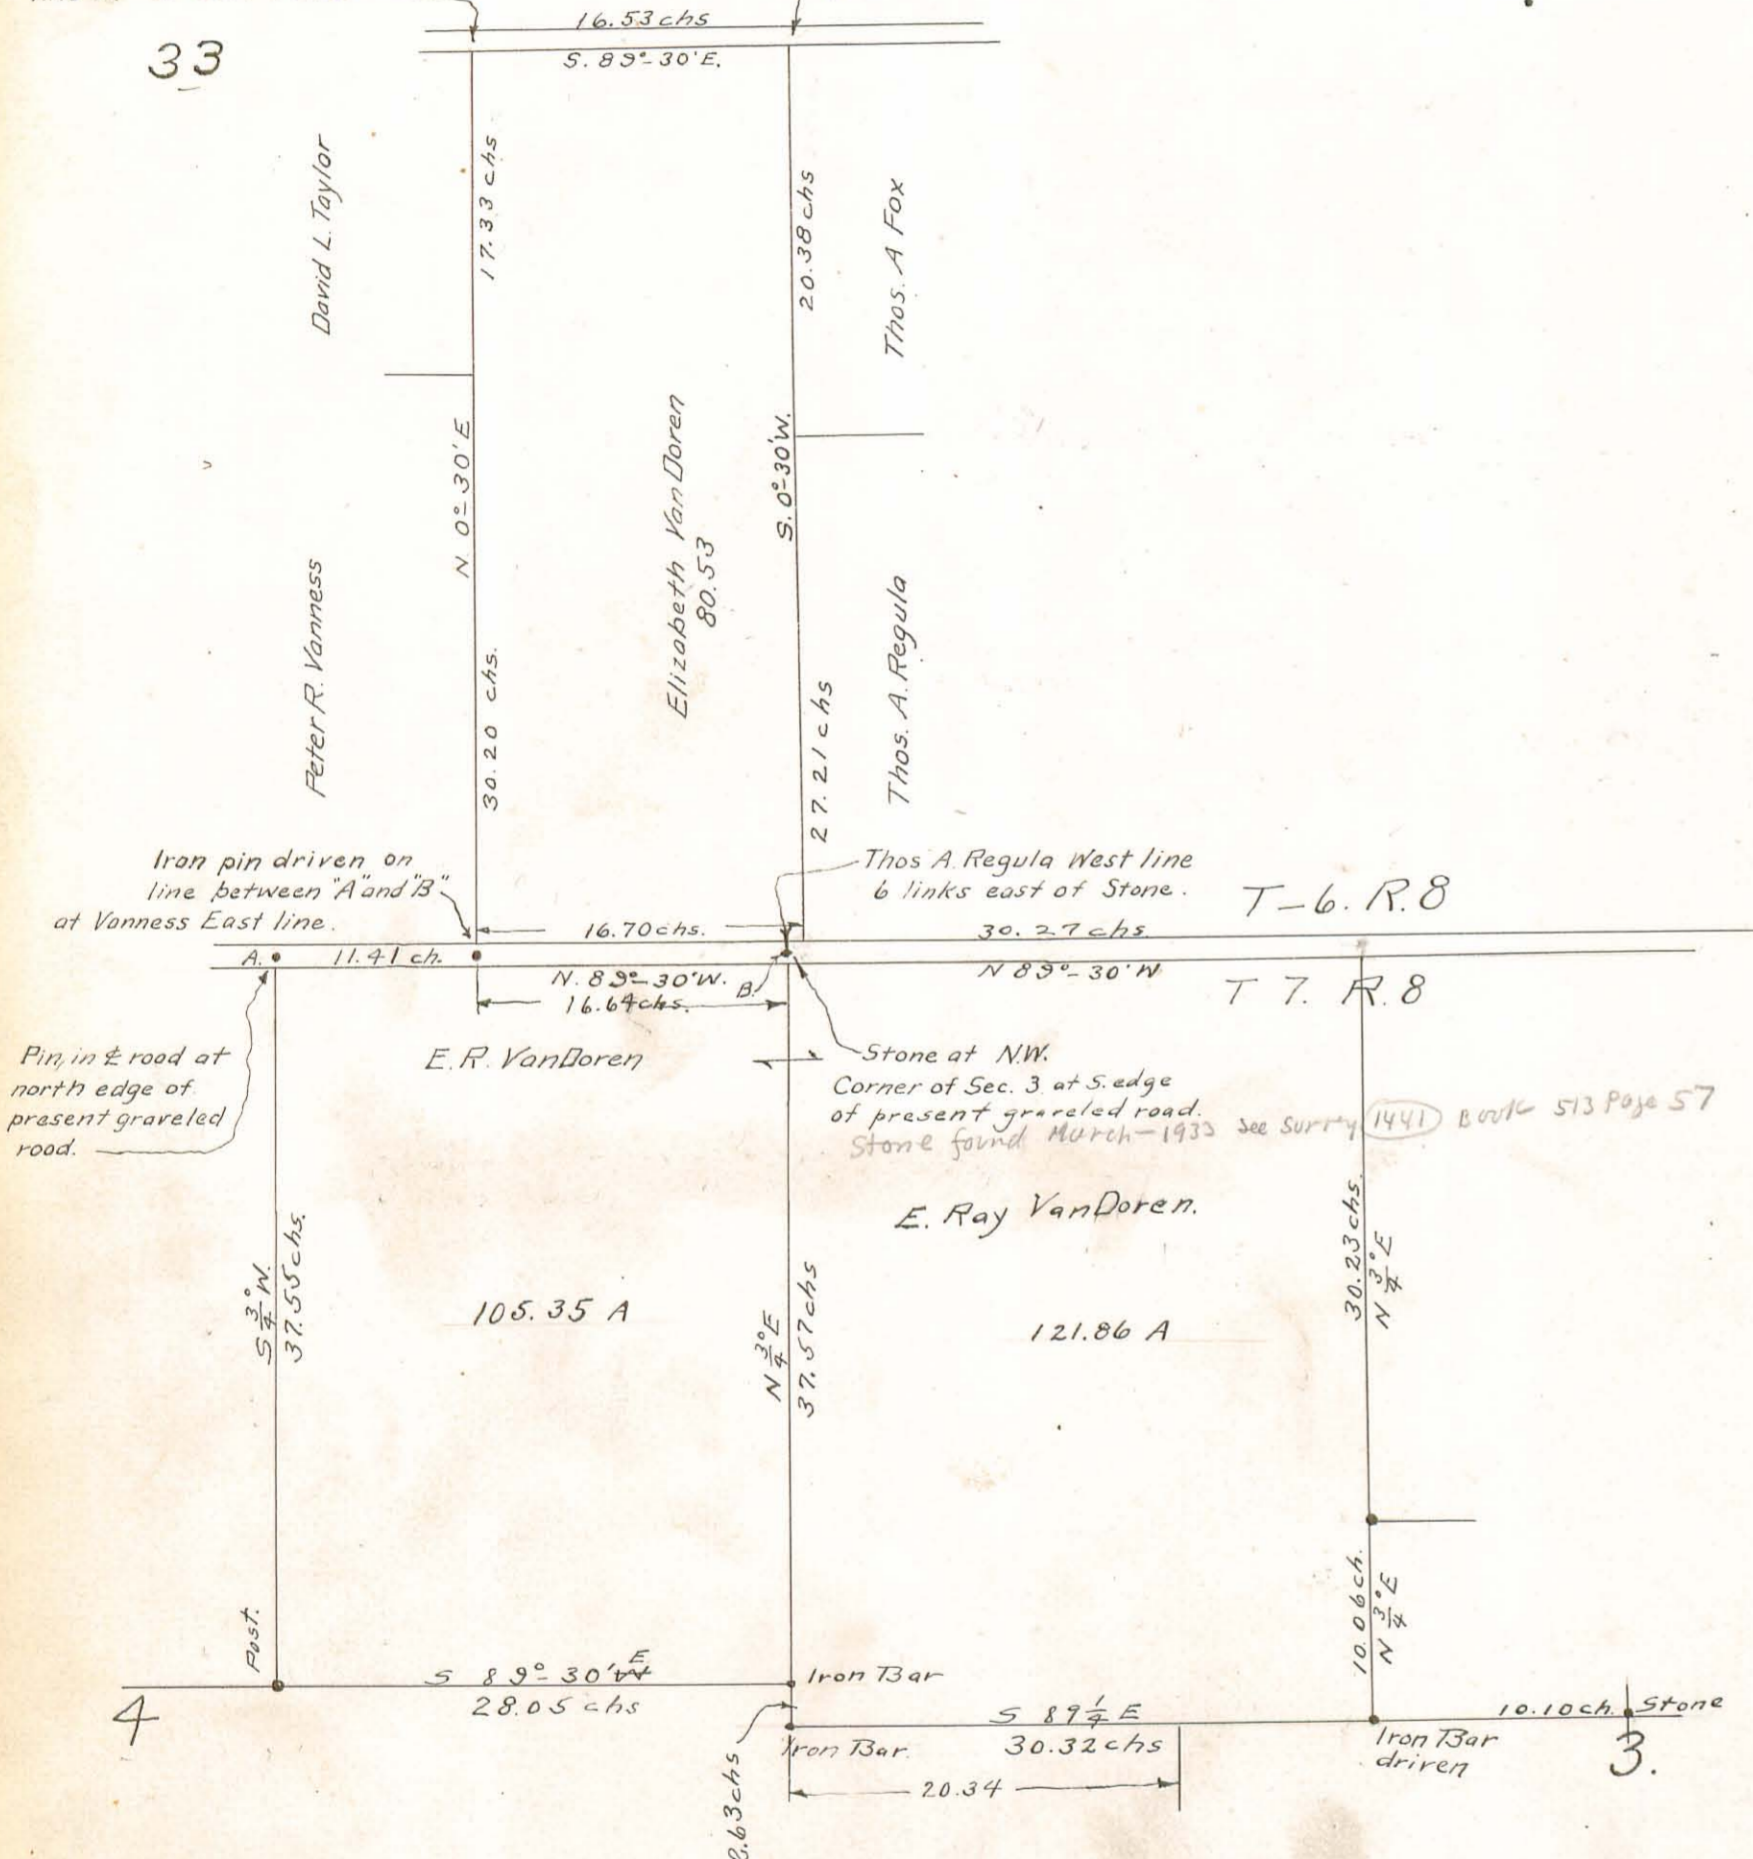 16.53 chs
33
S. 89°-30'E.
David L. Taylor
17.33 chs
20.38 chs
Thos. A Fox
N 0°-30'E
Elizabeth VanDoren
80.53
S. 0°-30'W.
Peter R. Vanness
30.20 chs.
27.21 chs
Thos. A. Regula
Iron pin driven on
line between "A" and "B"
at Vanness East line.
Thos A. Regula West line
6 links east of Stone.
T-6. R.8
16.70 chs.
30.27 chs.
A.
11.41 ch.
N. 89°-30'W.
B.
16.64 chs.
N 89°-30'W
T 7. R.8
Pin, in ℄ road at
north edge of
present graveled
road.
E.R. VanDoren
Stone at N.W.
Corner of Sec. 3 at S. edge
of present graveled road.
Stone found March-1933 see Survey 1441 Book 513 Page 57
E. Ray VanDoren.
S 3/4° W.
37.55 chs.
105.35 A
N 3/4° E
37.57 chs
121.86 A
30.23 chs.
N 3/4° E
10.06 ch.
N 3/4° E
Post.
S 89°-30' E
28.05 chs
Iron Bar
4
.63 chs
Iron Bar.
S 89 1/4 E
30.32 chs
20.34
Iron Bar
driven
10.10 ch.
Stone
3.